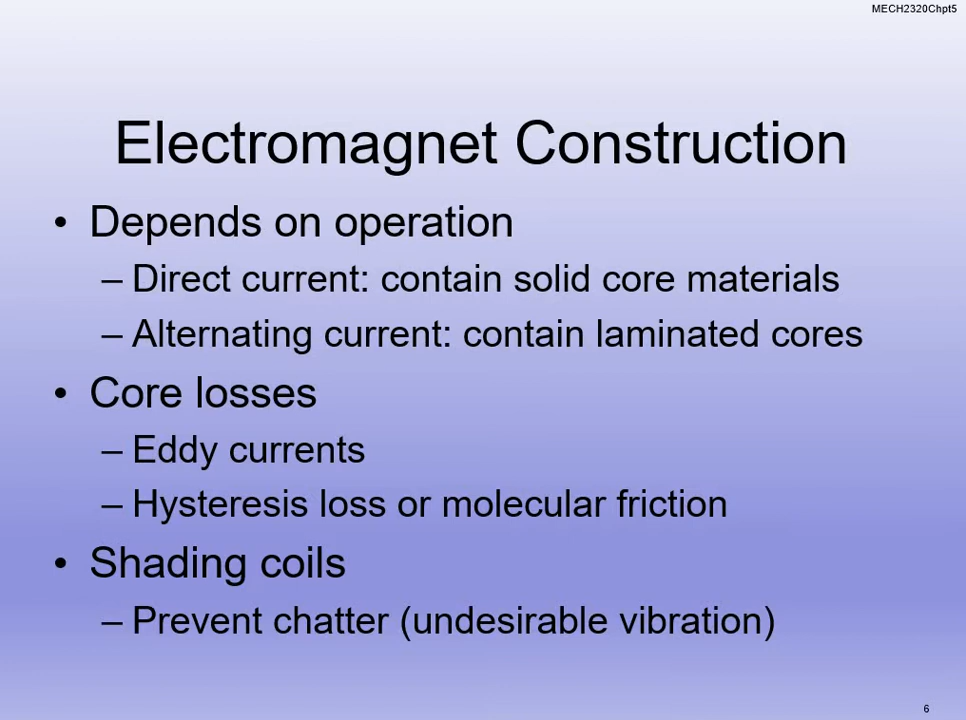 MECH2320Chpt5
Electromagnet Construction
• Depends on operation
– Direct current: contain solid core materials
– Alternating current: contain laminated cores
• Core losses
– Eddy currents
– Hysteresis loss or molecular friction
• Shading coils
– Prevent chatter (undesirable vibration)
6